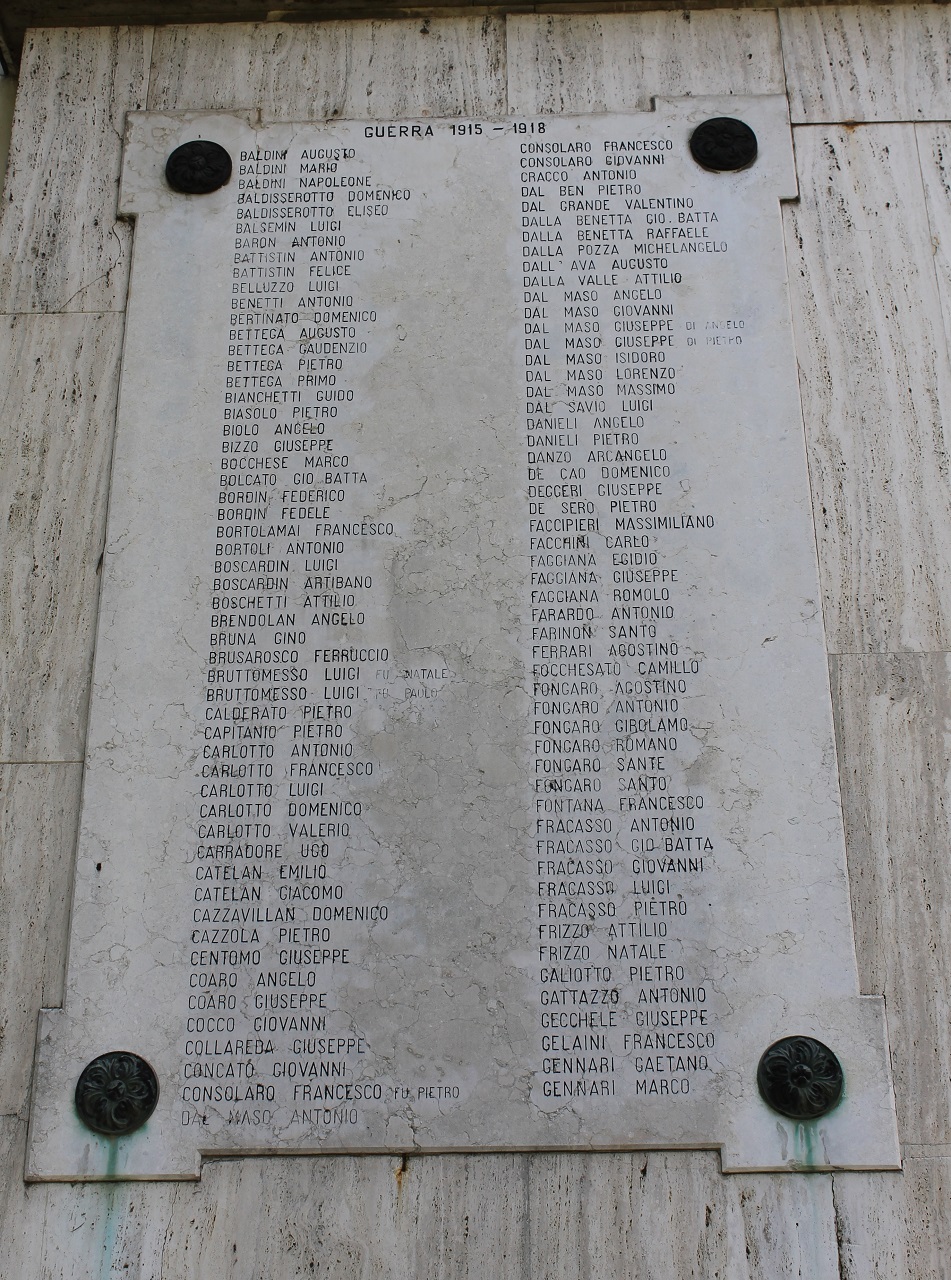 GUERRA 1915 - 1918
BALDINI AUGUSTO
BALDINI MARIO
BALDINI NAPOLEONE
BALDISSEROTTO DOMENICO
BALDISSEROTTO ELISEO
BALSEMIN LUIGI
BARON ANTONIO
BATTISTIN ANTONIO
BATTISTIN FELICE
BELLUZZO LUIGI
BENETTI ANTONIO
BERTINATO DOMENICO
BETTEGA AUGUSTO
BETTEGA GAUDENZIO
BETTEGA PIETRO
BETTEGA PRIMO
BIANCHETTI GUIDO
BIASOLO PIETRO
BIOLO ANGELO
BIZZO GIUSEPPE
BOCCHESE MARCO
BOLCATO GIO BATTA
BORDIN FEDERICO
BORDIN FEDELE
BORTOLAMAI FRANCESCO
BORTOLI ANTONIO
BOSCARDIN LUIGI
BOSCARDIN ARTIBANO
BOSCHETTI ATTILIO
BRENDOLAN ANGELO
BRUNA GINO
BRUSAROSCO FERRUCCIO
BRUTTOMESSO LUIGI FU NATALE
BRUTTOMESSO LUIGI FU PAOLO
CALDERATO PIETRO
CAPITANIO PIETRO
CARLOTTO ANTONIO
CARLOTTO FRANCESCO
CARLOTTO LUIGI
CARLOTTO DOMENICO
CARLOTTO VALERIO
CARRADORE UGO
CATELAN EMILIO
CATELAN GIACOMO
CAZZAVILLAN DOMENICO
CAZZOLA PIETRO
CENTOMO GIUSEPPE
COARO ANGELO
COARO GIUSEPPE
COCCO GIOVANNI
COLLAREDA GIUSEPPE
CONCATO GIOVANNI
CONSOLARO FRANCESCO FU PIETRO
DAL MASO ANTONIO
CONSOLARO FRANCESCO
CONSOLARO GIOVANNI
CRACCO ANTONIO
DAL BEN PIETRO
DAL GRANDE VALENTINO
DALLA BENETTA GIO. BATTA
DALLA BENETTA RAFFAELE
DALLA POZZA MICHELANGELO
DALL'AVA AUGUSTO
DALLA VALLE ATTILIO
DAL MASO ANGELO
DAL MASO GIOVANNI
DAL MASO GIUSEPPE DI ANGELO
DAL MASO GIUSEPPE DI PIETRO
DAL MASO ISIDORO
DAL MASO LORENZO
DAL MASO MASSIMO
DAL SAVIO LUIGI
DANIELI ANGELO
DANIELI PIETRO
DANZO ARCANGELO
DE CAO DOMENICO
DEGGERI GIUSEPPE
DE SERO PIETRO
FACCIPIERI MASSIMILIANO
FACCHINI CARLO
FAGGIANA EGIDIO
FAGGIANA GIUSEPPE
FAGGIANA ROMOLO
FARARDO ANTONIO
FARINON SANTO
FERRARI AGOSTINO
FOCCHESATO CAMILLO
FONGARO AGOSTINO
FONGARO ANTONIO
FONGARO GIROLAMO
FONGARO ROMANO
FONGARO SANTE
FONGARO SANTO
FONTANA FRANCESCO
FRACASSO ANTONIO
FRACASSO GIO BATTA
FRACASSO GIOVANNI
FRACASSO LUIGI
FRACASSO PIETRO
FRIZZO ATTILIO
FRIZZO NATALE
GALIOTTO PIETRO
GATTAZZO ANTONIO
GECCHELE GIUSEPPE
GELAINI FRANCESCO
GENNARI GAETANO
GENNARI MARCO